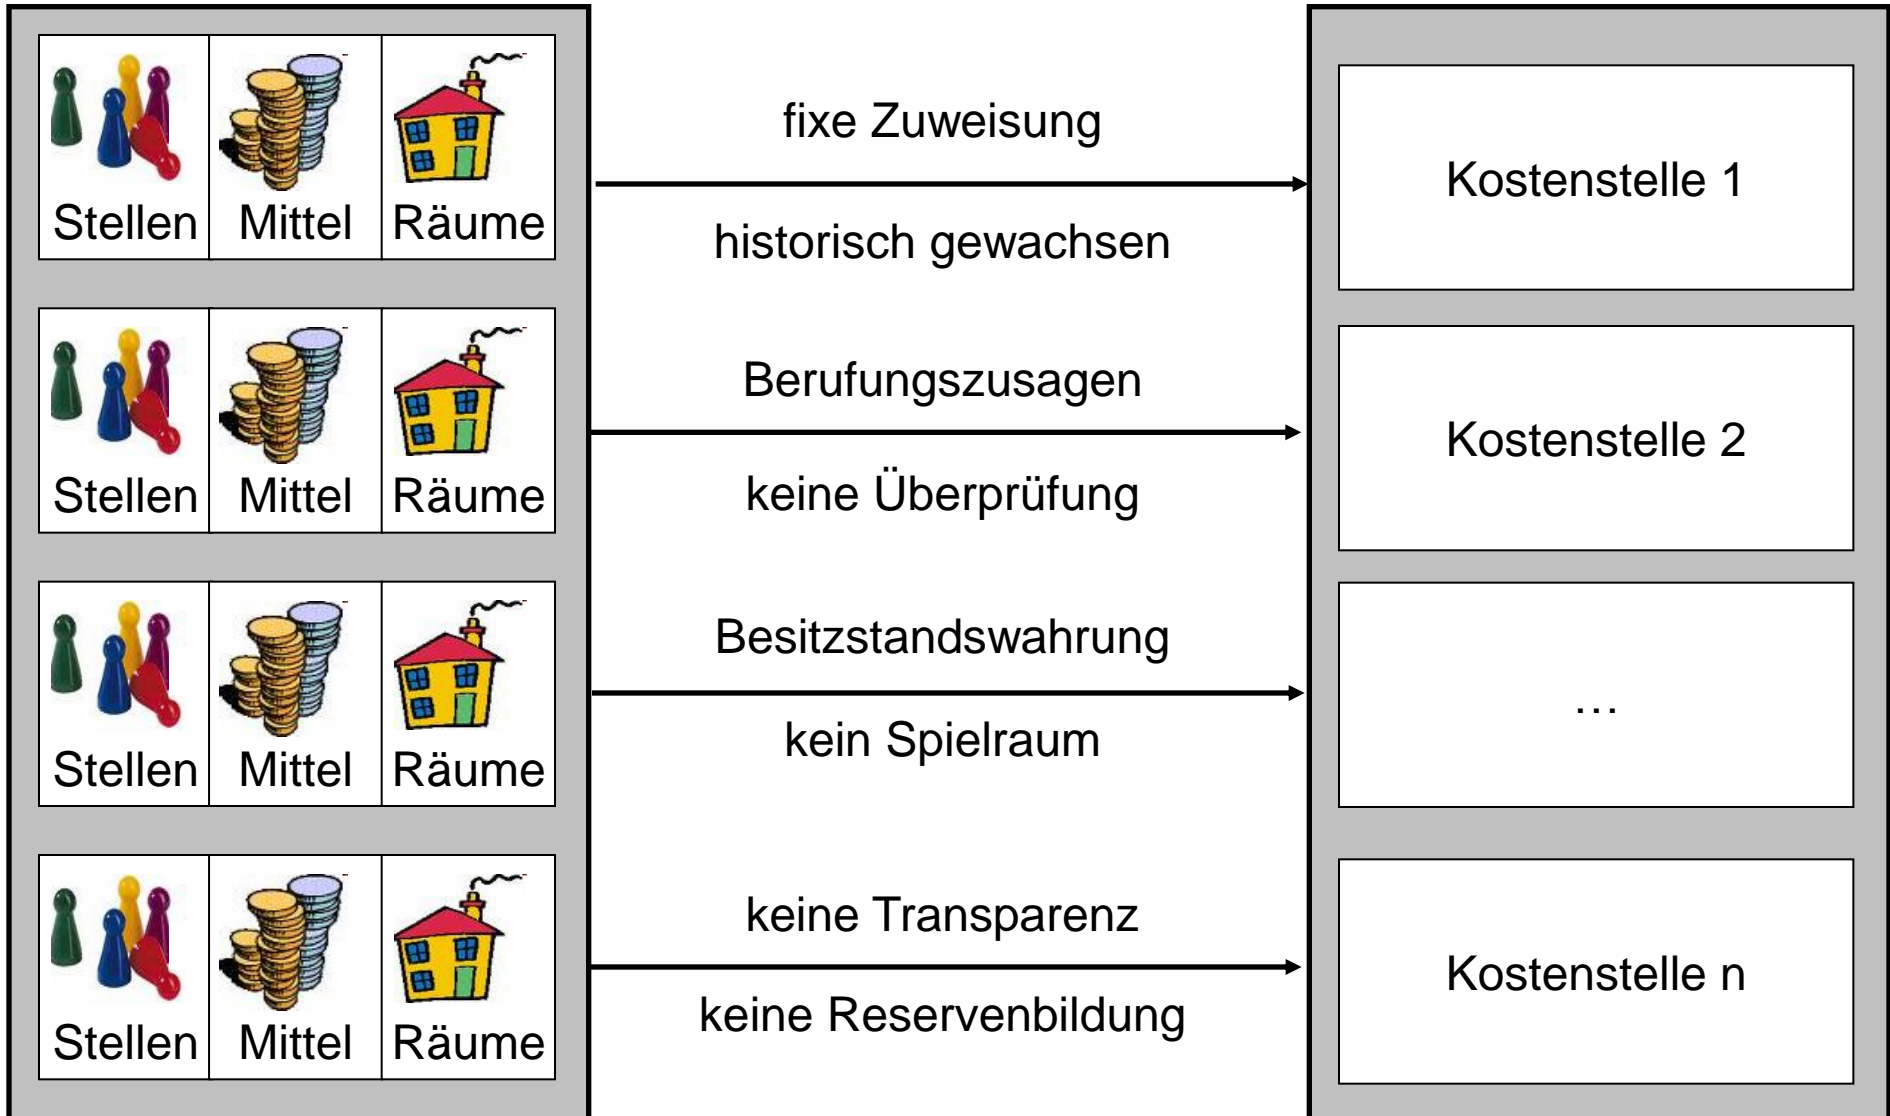 fixe Zuweisung
Kostenstelle 1
Stellen Mittel Räume
historisch gewachsen
Berufungszusagen
Kostenstelle 2
Stellen Mittel Räume
keine Überprüfung
Besitzstandswahrung
…
Stellen Mittel Räume
kein Spielraum
keine Transparenz
Kostenstelle n
Stellen Mittel Räume
keine Reservenbildung